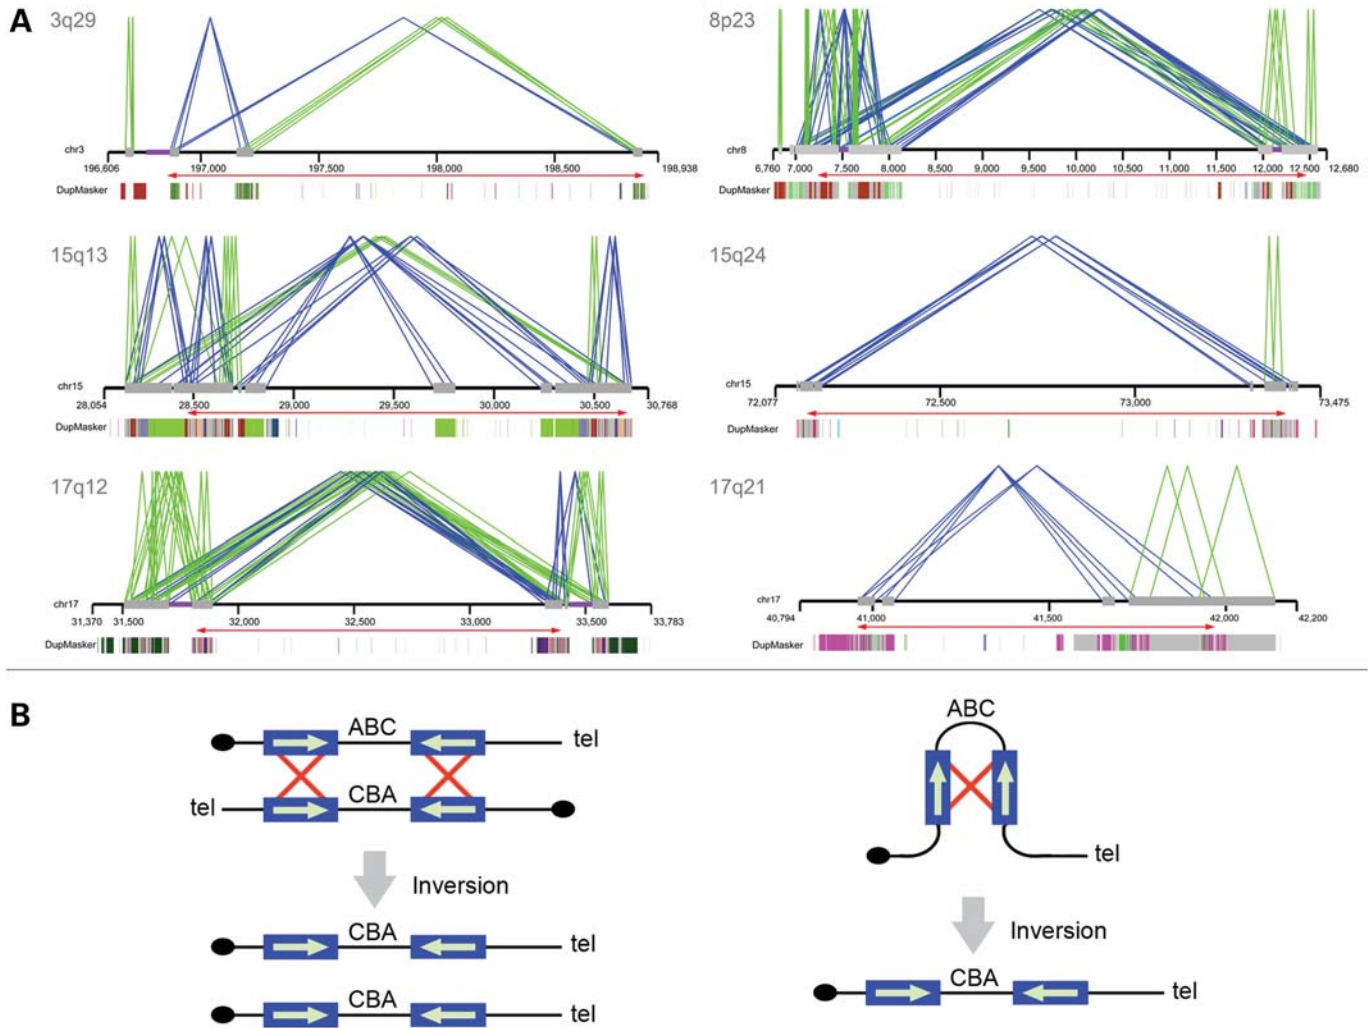 A
3q29
chr3
196,606 197,000 197,500 198,000 198,500 198,938
DupMasker
8p23
chr8
6,760 7,000 7,500 8,000 8,500 9,000 9,500 10,000 10,500 11,000 11,500 12,000 12,500 12,680
DupMasker
15q13
chr15
28,054 28,500 29,000 29,500 30,000 30,500 30,768
DupMasker
15q24
chr15
72,077 72,500 73,000 73,475
DupMasker
17q12
chr17
31,370 31,500 32,000 32,500 33,000 33,500 33,783
DupMasker
17q21
chr17
40,794 41,000 41,500 42,000 42,200
DupMasker
B
ABC
tel
tel
CBA
Inversion
CBA
tel
CBA
tel
ABC
tel
Inversion
CBA
tel